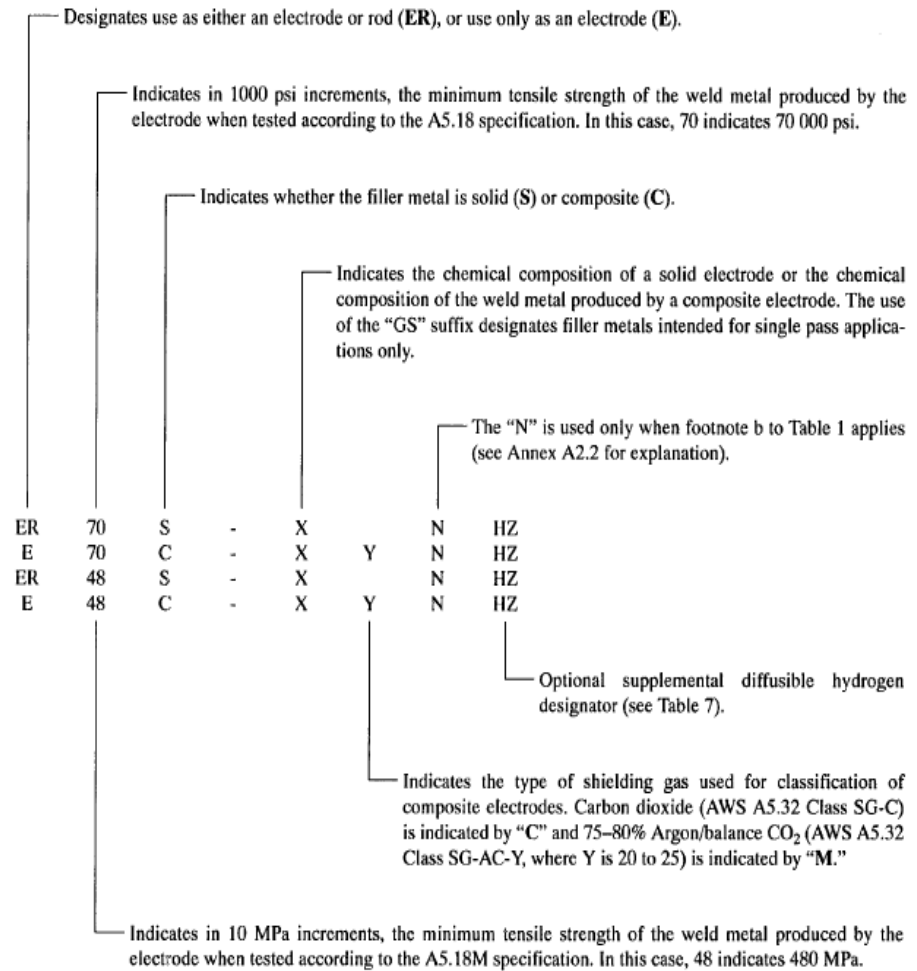 Designates use as either an electrode or rod (ER), or use only as an electrode (E).
Indicates in 1000 psi increments, the minimum tensile strength of the weld metal produced by the
electrode when tested according to the A5.18 specification. In this case, 70 indicates 70 000 psi.
Indicates whether the filler metal is solid (S) or composite (C).
Indicates the chemical composition of a solid electrode or the chemical
composition of the weld metal produced by a composite electrode. The use
of the “GS” suffix designates filler metals intended for single pass applica-
tions only.
The “N” is used only when footnote b to Table 1 applies
(see Annex A2.2 for explanation).
ER 70 S - X N HZ
E 70 C - X Y N HZ
ER 48 S - X N HZ
E 48 C - X Y N HZ
Optional supplemental diffusible hydrogen
designator (see Table 7).
Indicates the type of shielding gas used for classification of
composite electrodes. Carbon dioxide (AWS A5.32 Class SG-C)
is indicated by “C” and 75–80% Argon/balance CO₂ (AWS A5.32
Class SG-AC-Y, where Y is 20 to 25) is indicated by “M.”
Indicates in 10 MPa increments, the minimum tensile strength of the weld metal produced by the
electrode when tested according to the A5.18M specification. In this case, 48 indicates 480 MPa.